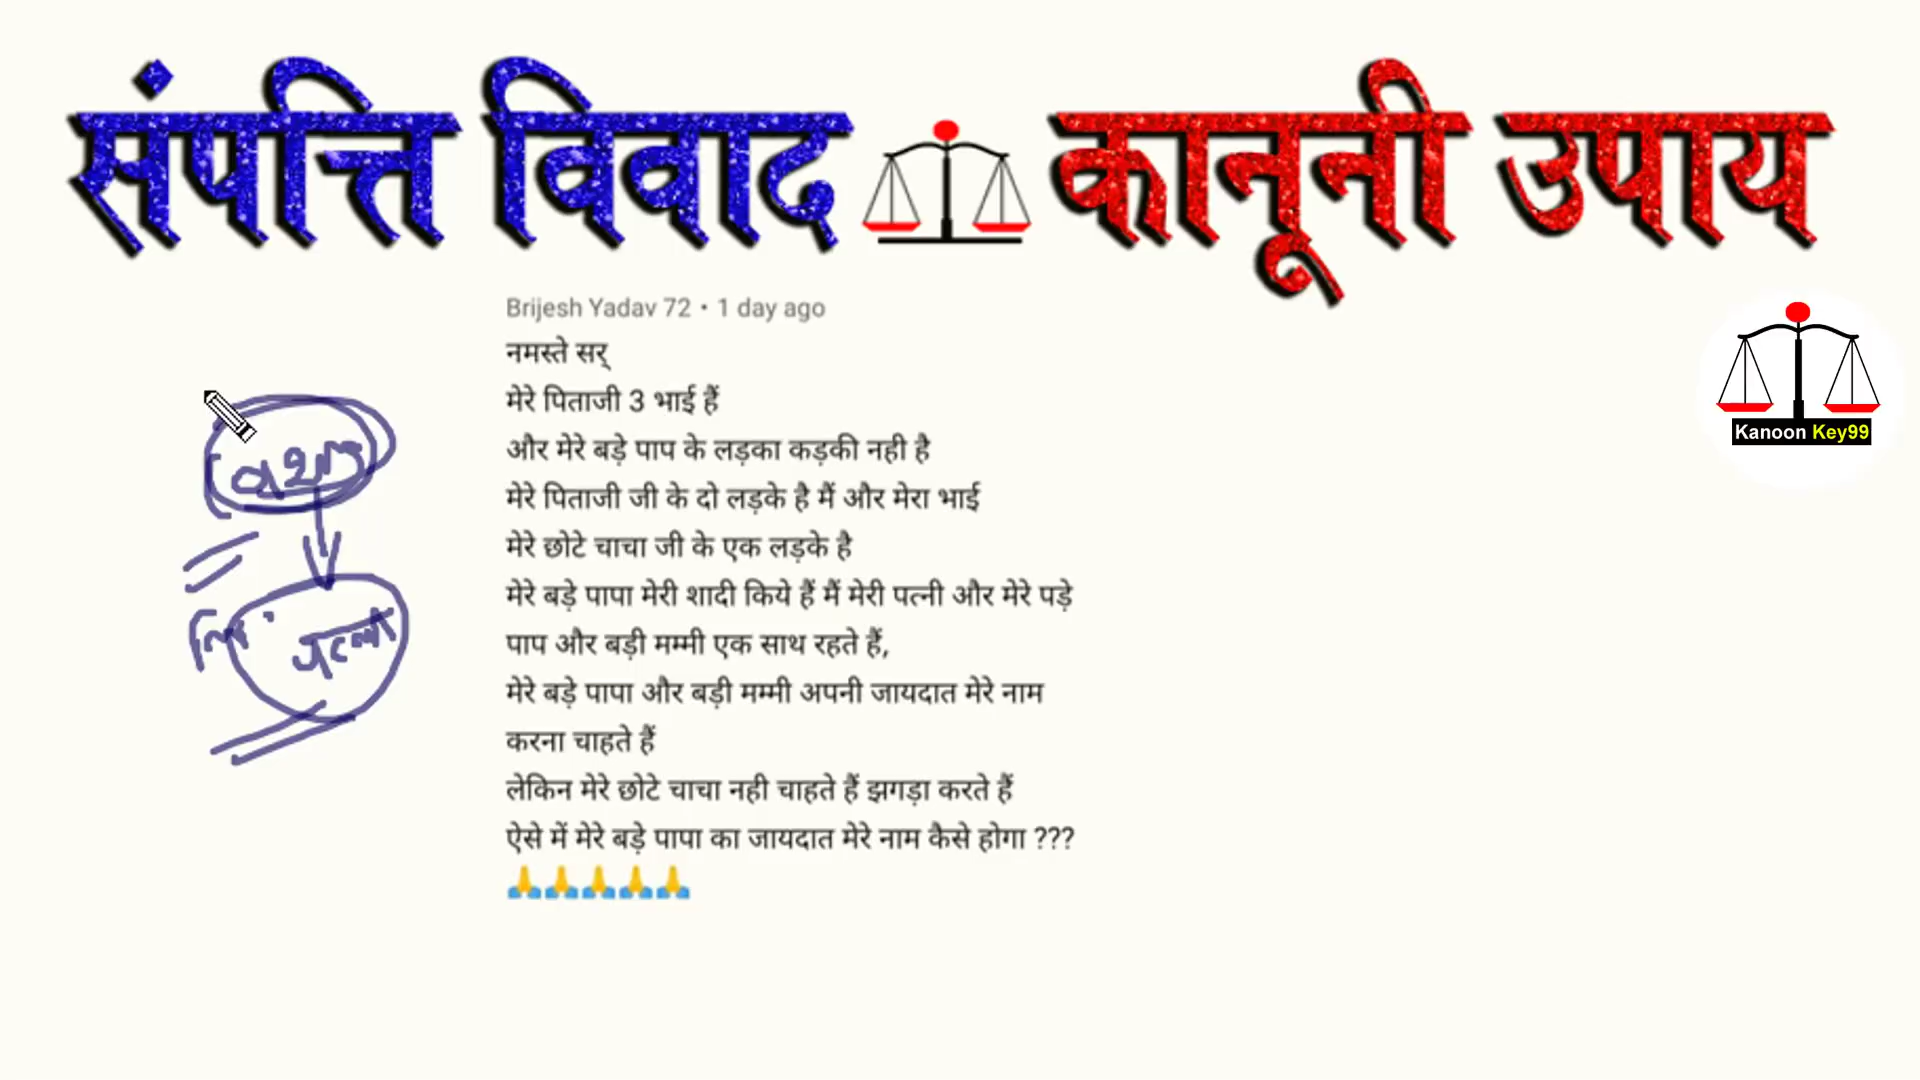 संपत्ति विवाद कानूनी उपाय
Brijesh Yadav 72 • 1 day ago
नमस्ते सर्
मेरे पिताजी 3 भाई हैं
और मेरे बड़े पाप के लड़का कड़की नही है
मेरे पिताजी जी के दो लड़के है मैं और मेरा भाई
मेरे छोटे चाचा जी के एक लड़के है
मेरे बड़े पापा मेरी शादी किये हैं मैं मेरी पत्नी और मेरे पड़े
पाप और बड़ी मम्मी एक साथ रहते हैं,
मेरे बड़े पापा और बड़ी मम्मी अपनी जायदात मेरे नाम
करना चाहते हैं
लेकिन मेरे छोटे चाचा नही चाहते हैं झगड़ा करते हैं
ऐसे में मेरे बड़े पापा का जायदात मेरे नाम कैसे होगा ???
🙏🙏🙏🙏🙏
Kanoon Key99